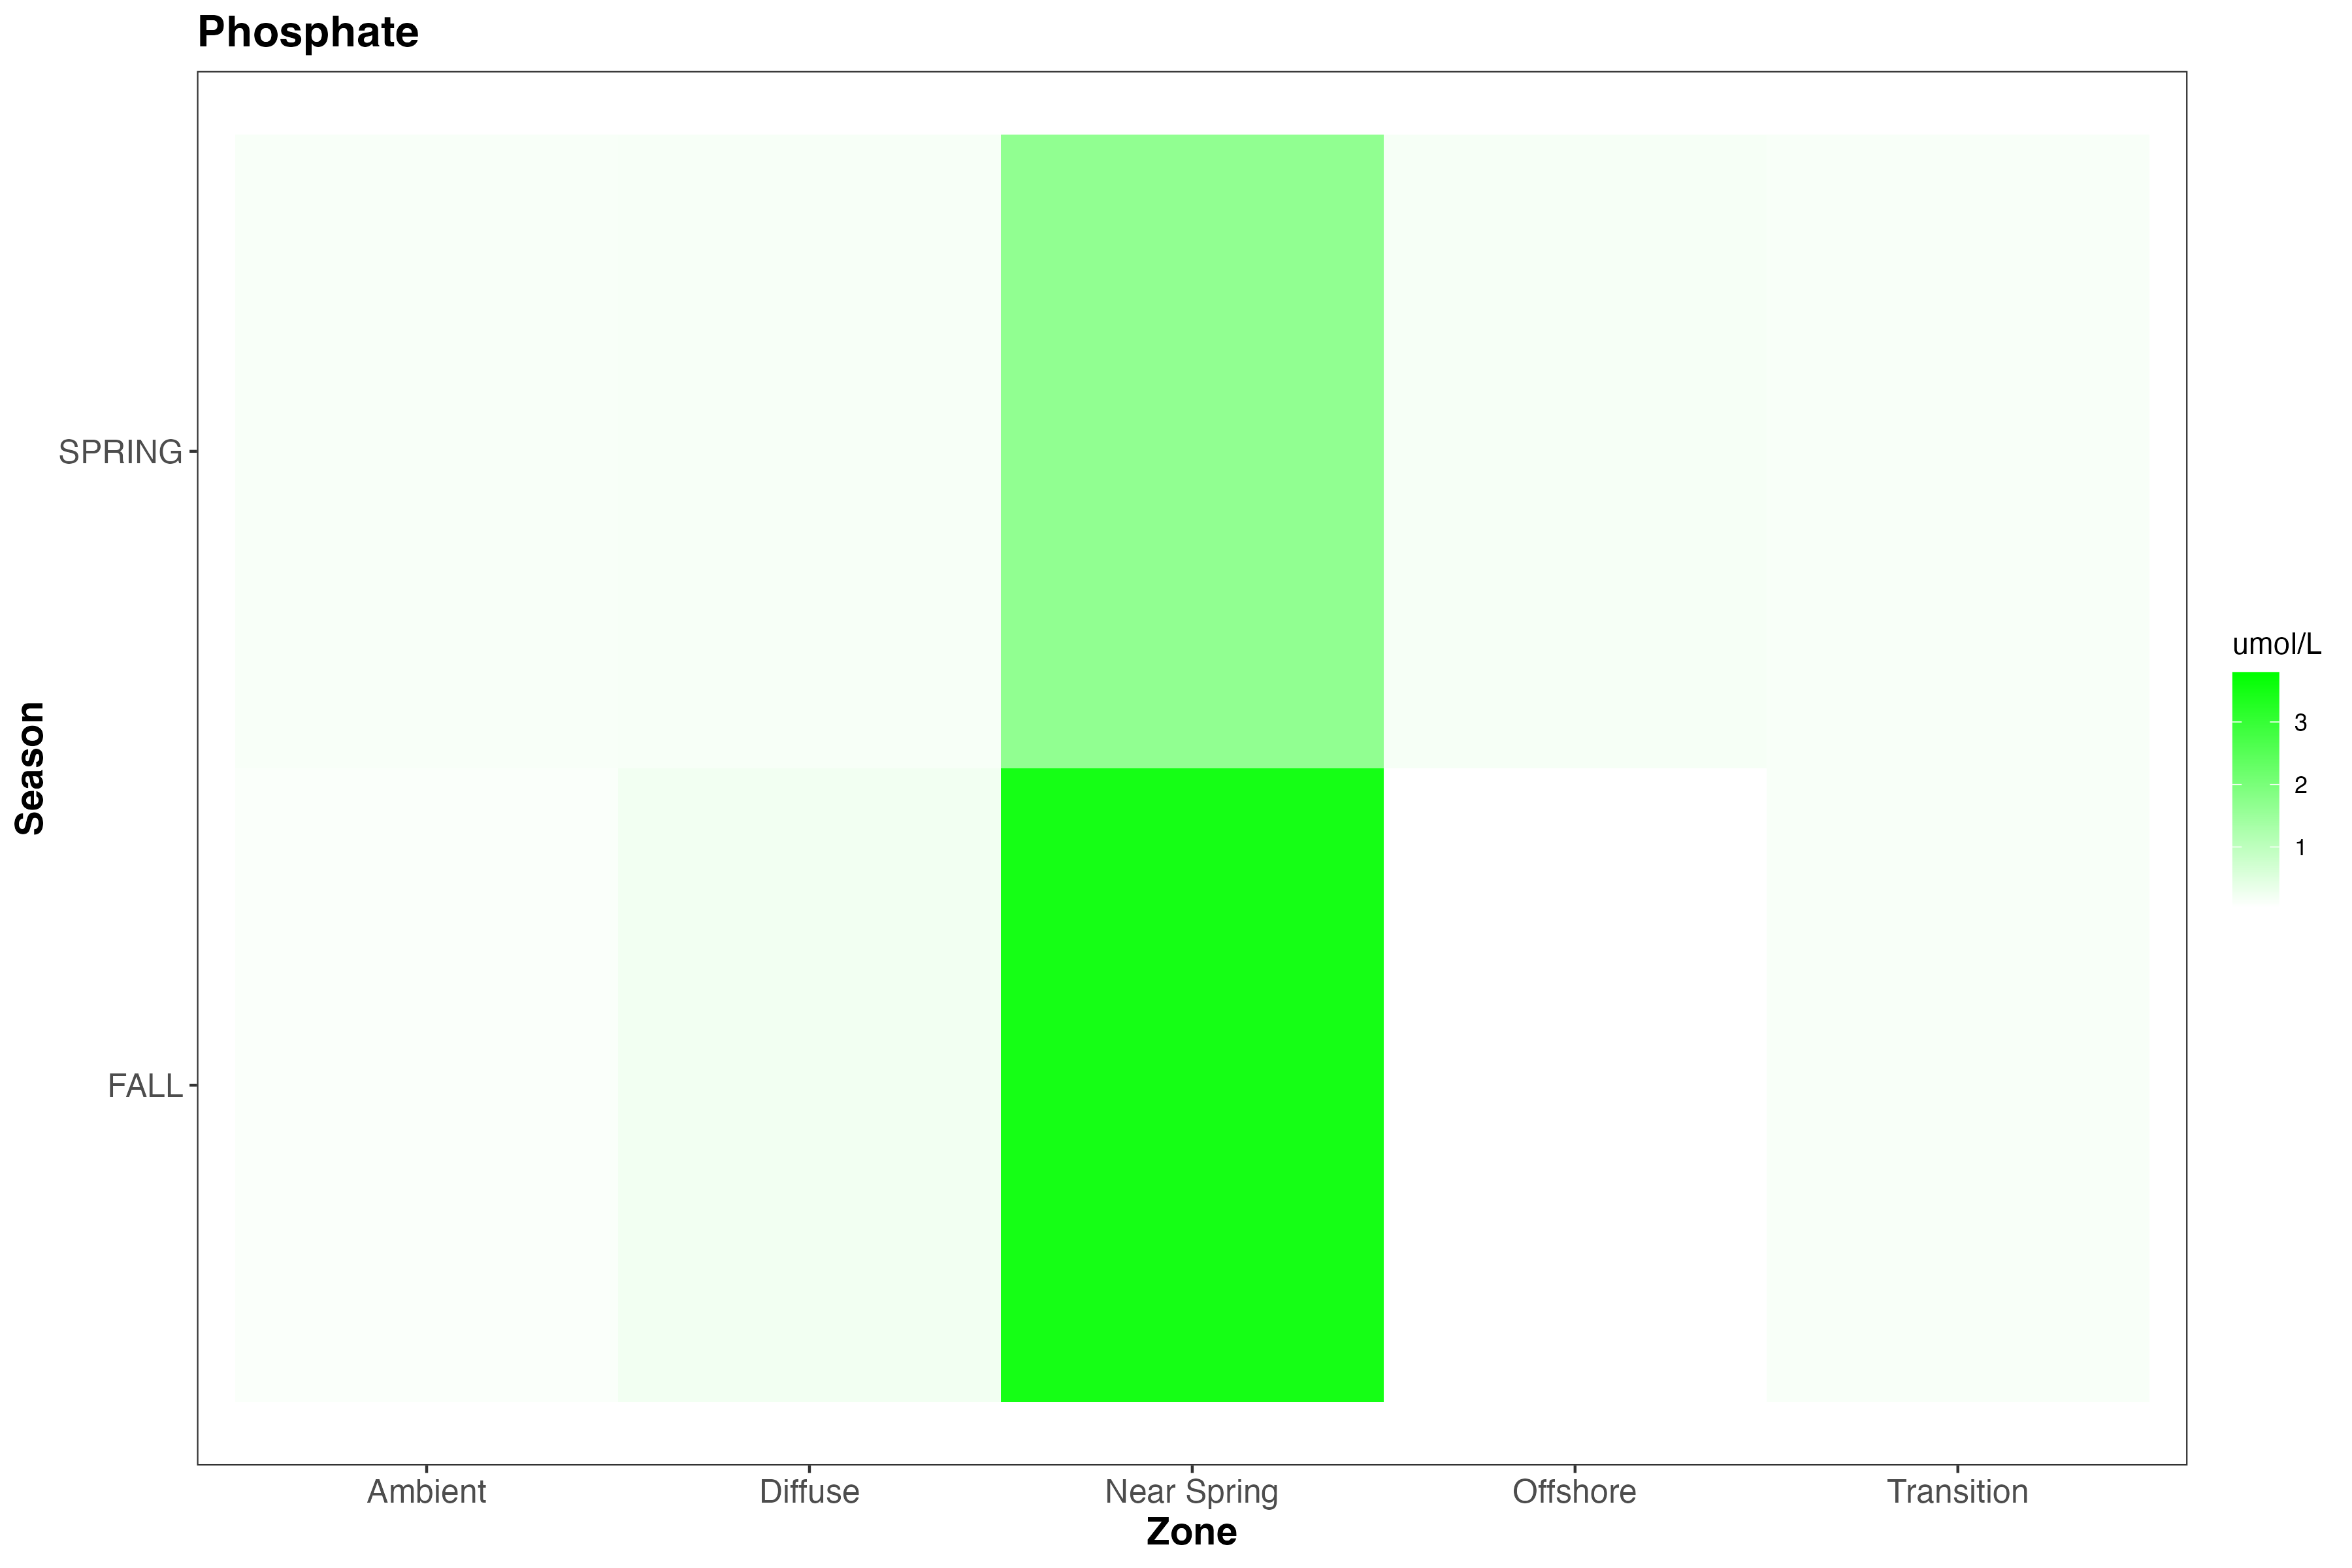 Phosphate
Season
SPRING
FALL
Ambient
Diffuse
Near Spring
Offshore
Transition
Zone
umol/L
3
2
1